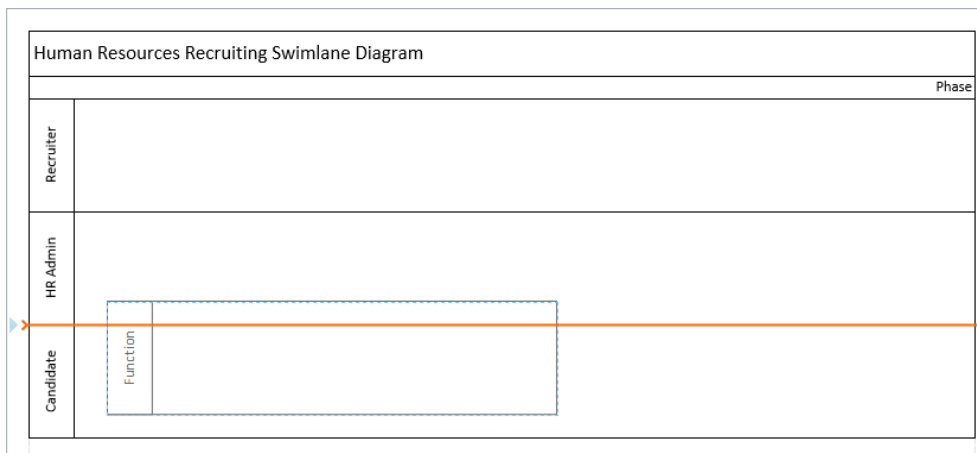 Human Resources Recruiting Swimlane Diagram
Phase
Recruiter
HR Admin
Function
Candidate